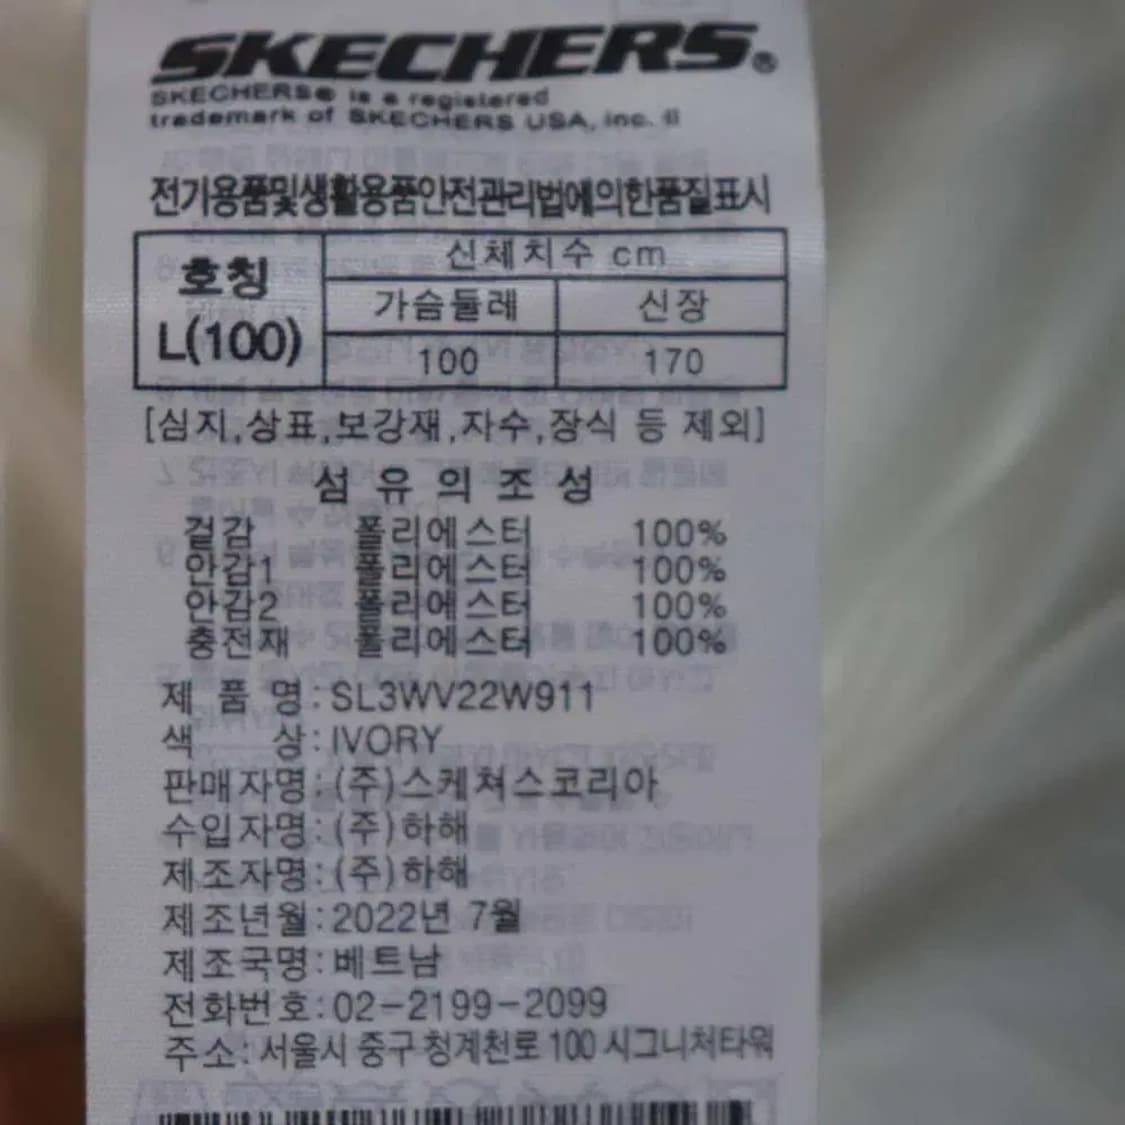 SKECHERS®
SKECHERS® is a registered
trademark of SKECHERS USA, Inc. II
전기용품및생활용품안전관리법에의한품질표시
호칭
L(100)
신체치수 cm
가슴둘레 신장
100 170
[심지,상표,보강재,자수,장식 등 제외]
섬 유 의 조 성
겉감 폴리에스터 100%
안감1 폴리에스터 100%
안감2 폴리에스터 100%
충전재 폴리에스터 100%
제 품 명: SL3WV22W911
색 상: IVORY
판매자명: (주)스케쳐스코리아
수입자명: (주)하해
제조자명: (주)하해
제조년월: 2022년 7월
제조국명: 베트남
전화번호: 02-2199-2099
주소: 서울시 중구 청계천로 100 시그니처타워